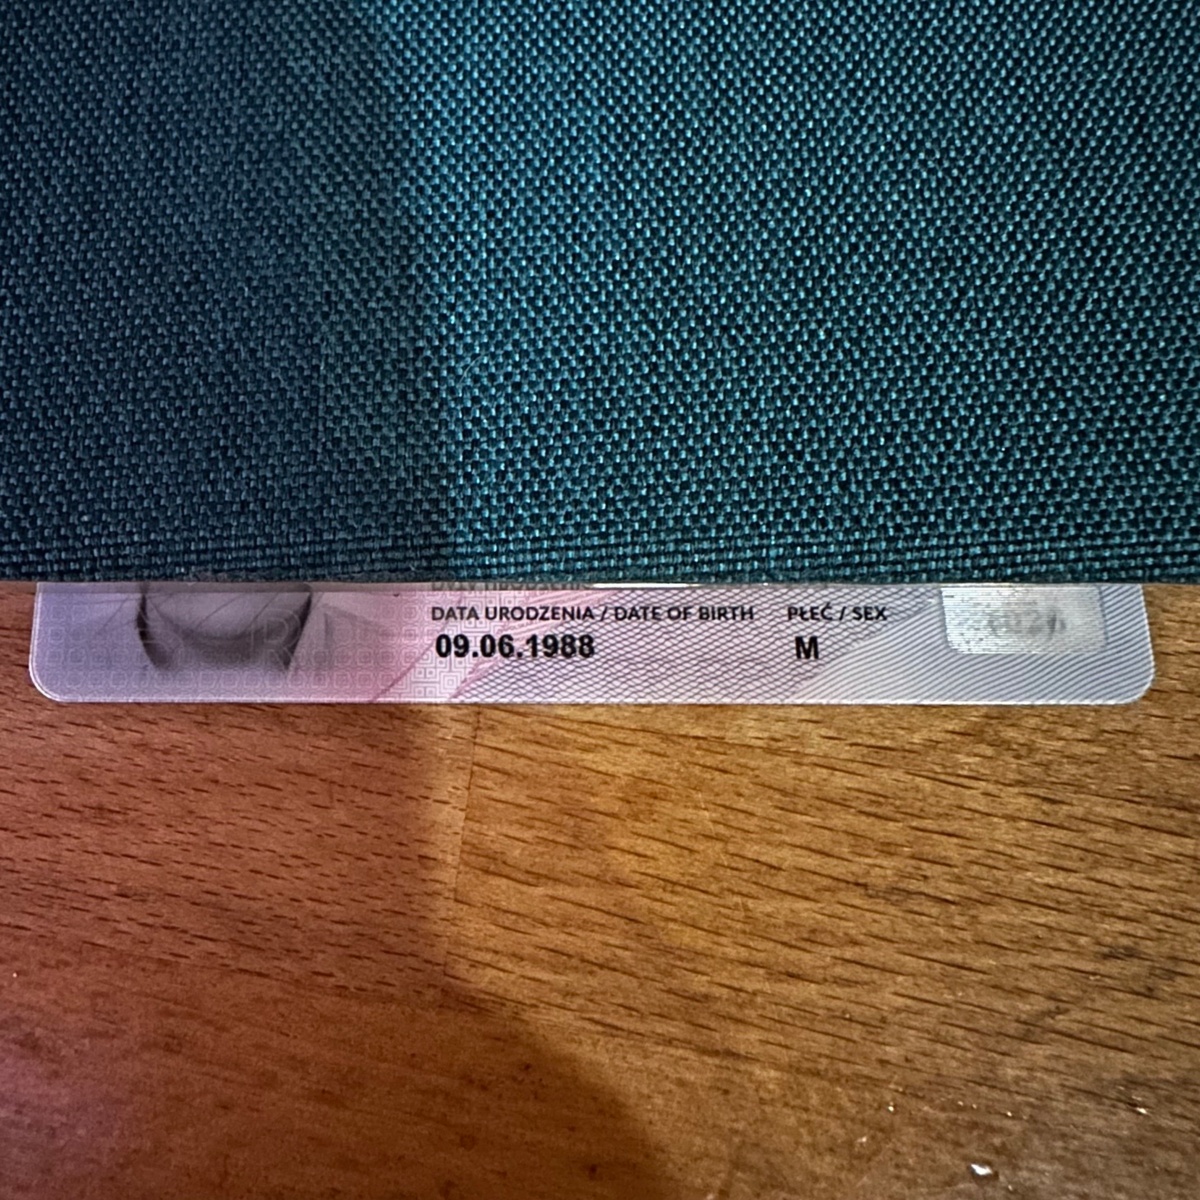 DATA URODZENIA / DATE OF BIRTH PŁEĆ / SEX
09.06.1988 M